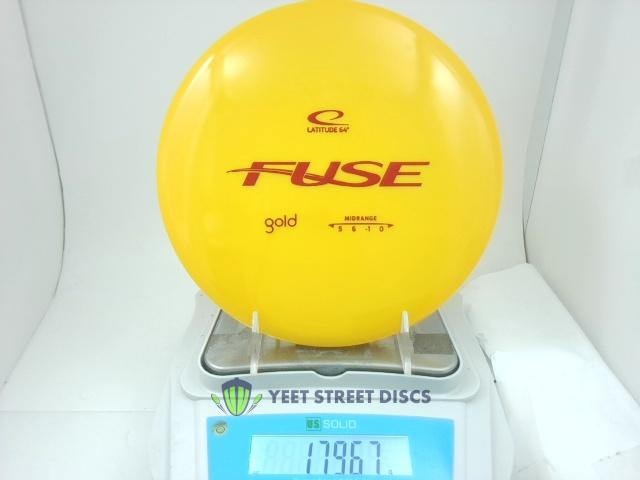 LATITUDE 64°
FUSE
gold
MIDRANGE
5 6 -1 0
YEET STREET DISCS
US SOLID
179.67 g